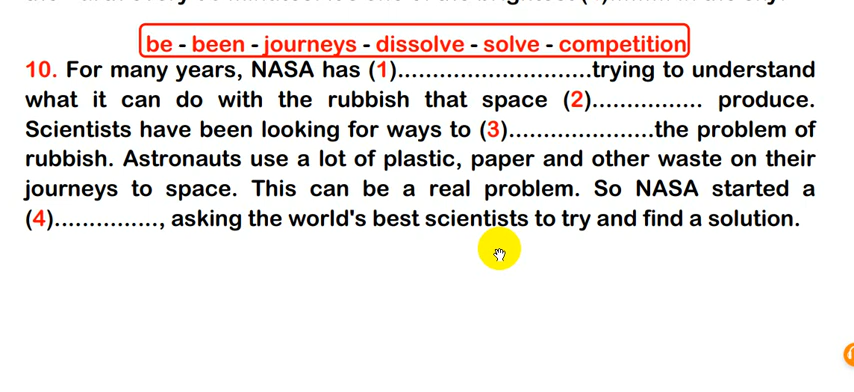 be - been - journeys - dissolve - solve - competition
10. For many years, NASA has (1)............................trying to understand
what it can do with the rubbish that space (2)................ produce.
Scientists have been looking for ways to (3).....................the problem of
rubbish. Astronauts use a lot of plastic, paper and other waste on their
journeys to space. This can be a real problem. So NASA started a
(4)..............., asking the world's best scientists to try and find a solution.